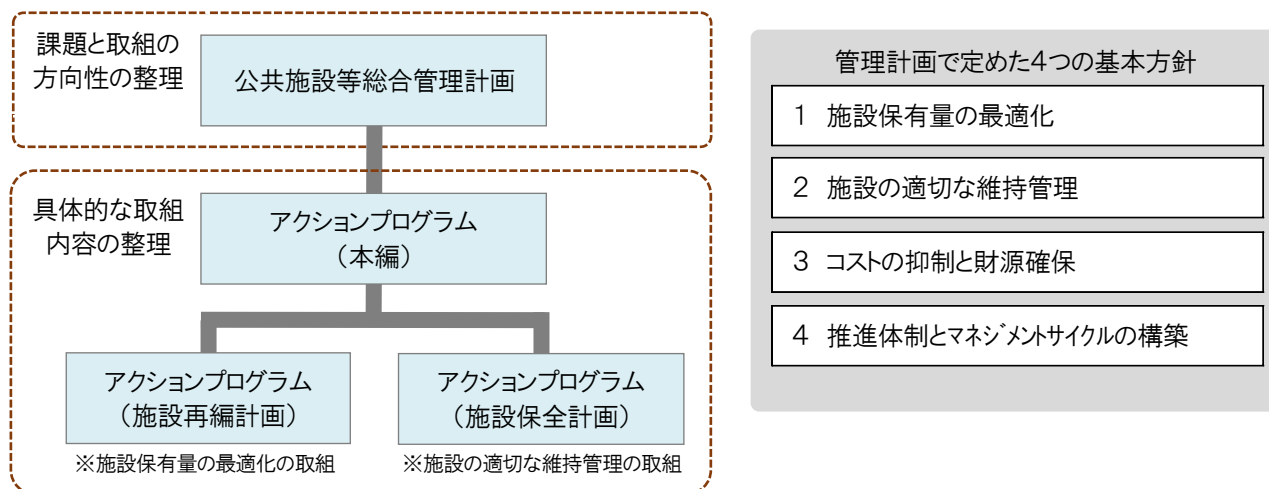 課題と取組の
方向性の整理
公共施設等総合管理計画
具体的な取組
内容の整理
アクションプログラム
（本編）
アクションプログラム
（施設再編計画）
※施設保有量の最適化の取組
アクションプログラム
（施設保全計画）
※施設の適切な維持管理の取組
管理計画で定めた4つの基本方針
1 施設保有量の最適化
2 施設の適切な維持管理
3 コストの抑制と財源確保
4 推進体制とマネジメントサイクルの構築